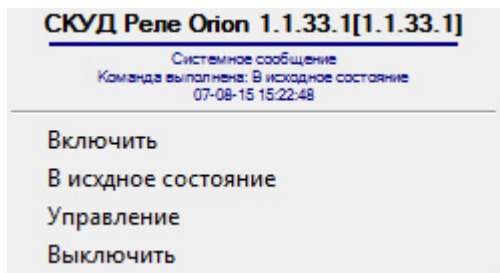 СКУД Реле Orion 1.1.33.1[1.1.33.1]
Системное сообщение
Команда выполнена: В исходное состояние
07-08-15 15:22:48
Включить
В исхдное состояние
Управление
Выключить